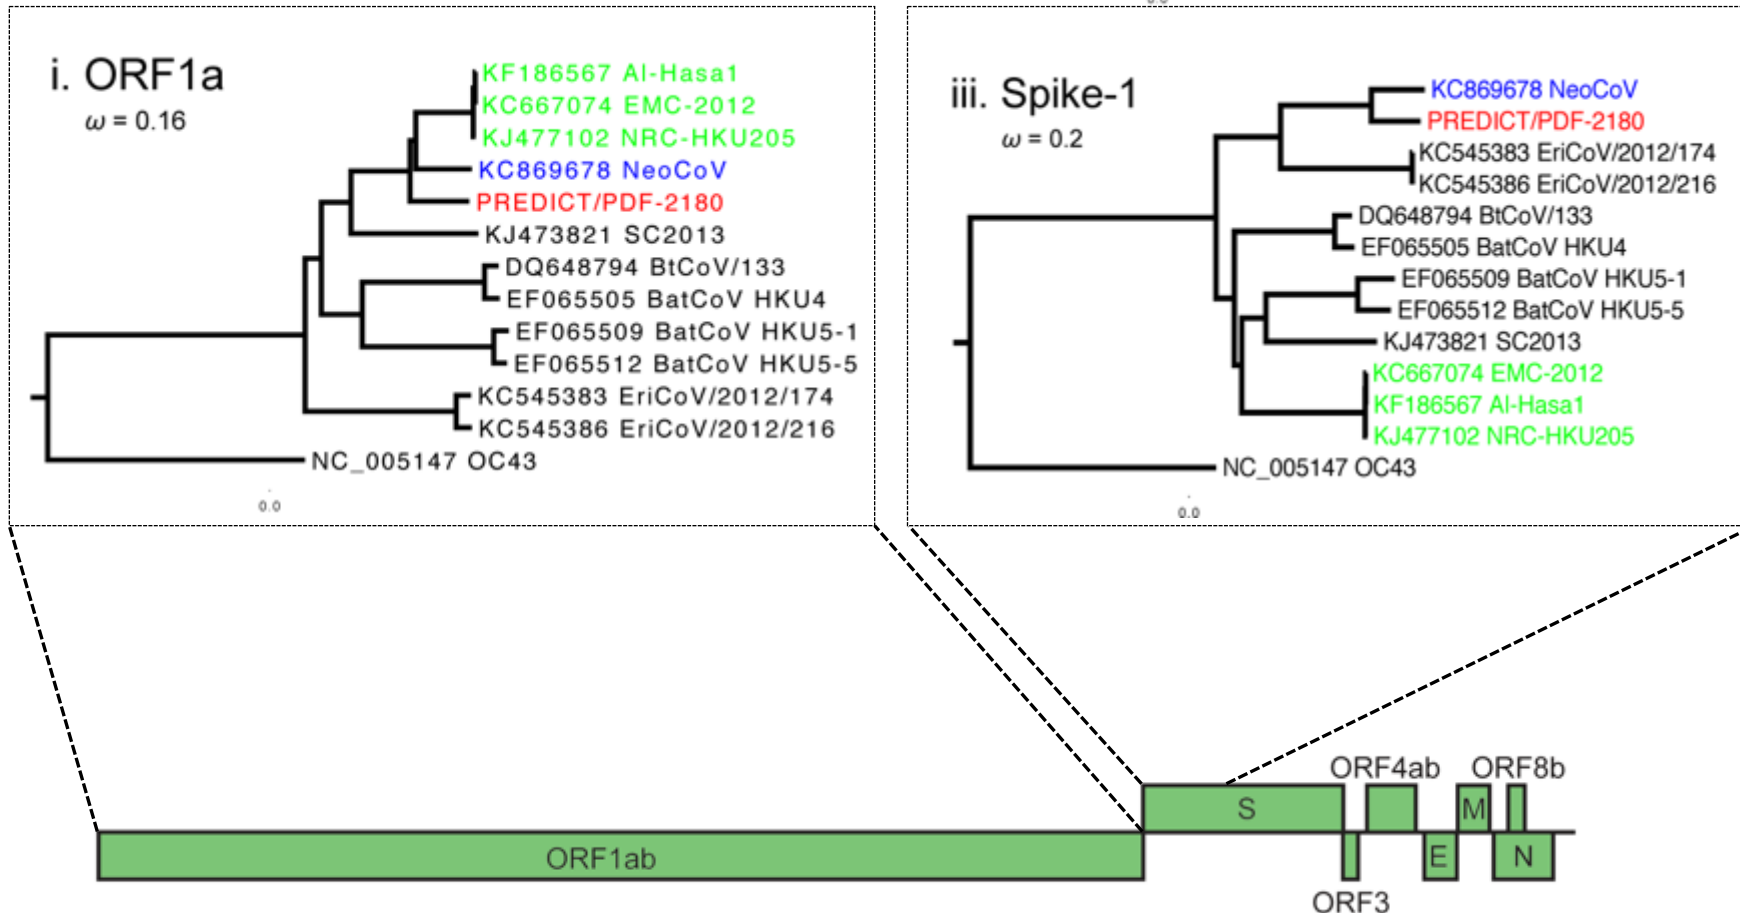 i. ORF1a
ω = 0.16
KF186567 Al-Hasa1
KC667074 EMC-2012
KJ477102 NRC-HKU205
KC869678 NeoCoV
PREDICT/PDF-2180
KJ473821 SC2013
DQ648794 BtCoV/133
EF065505 BatCoV HKU4
EF065509 BatCoV HKU5-1
EF065512 BatCoV HKU5-5
KC545383 EriCoV/2012/174
KC545386 EriCoV/2012/216
NC_005147 OC43
0.0
iii. Spike-1
ω = 0.2
KC869678 NeoCoV
PREDICT/PDF-2180
KC545383 EriCoV/2012/174
KC545386 EriCoV/2012/216
DQ648794 BtCoV/133
EF065505 BatCoV HKU4
EF065509 BatCoV HKU5-1
EF065512 BatCoV HKU5-5
KJ473821 SC2013
KC667074 EMC-2012
KF186567 Al-Hasa1
KJ477102 NRC-HKU205
NC_005147 OC43
0.0
ORF4ab ORF8b
S M
ORF1ab E N
ORF3